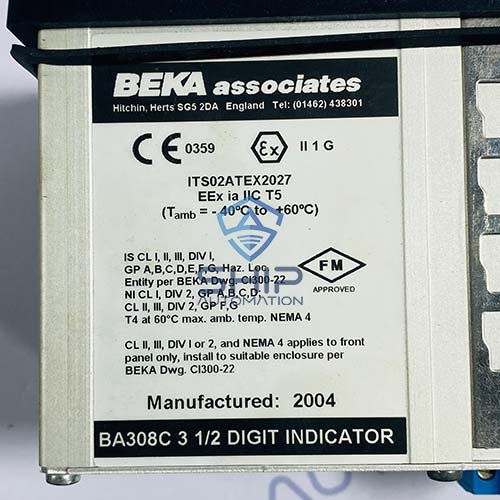 BEKA associates
Hitchin, Herts SG5 2DA England Tel: (01462) 438301
CE 0359 Ex II 1 G
ITS02ATEX2027
EEx ia IIC T5
(Tamb = - 40ºC to +60ºC)
IS CL I, II, III, DIV I,
GP A,B,C,D,E,F,G, Haz. Loc.
Entity per BEKA Dwg. CI300-22
NI CL I, DIV 2, GP A,B,C,D:
CL II, III, DIV 2, GP F,G
T4 at 60°C max. amb. temp. NEMA 4
FM
APPROVED
SHIP
AUTOMATION
CL II, III, DIV I or 2, and NEMA 4 applies to front
panel only, install to suitable enclosure per
BEKA Dwg. CI300-22
Manufactured: 2004
BA308C 3 1/2 DIGIT INDICATOR